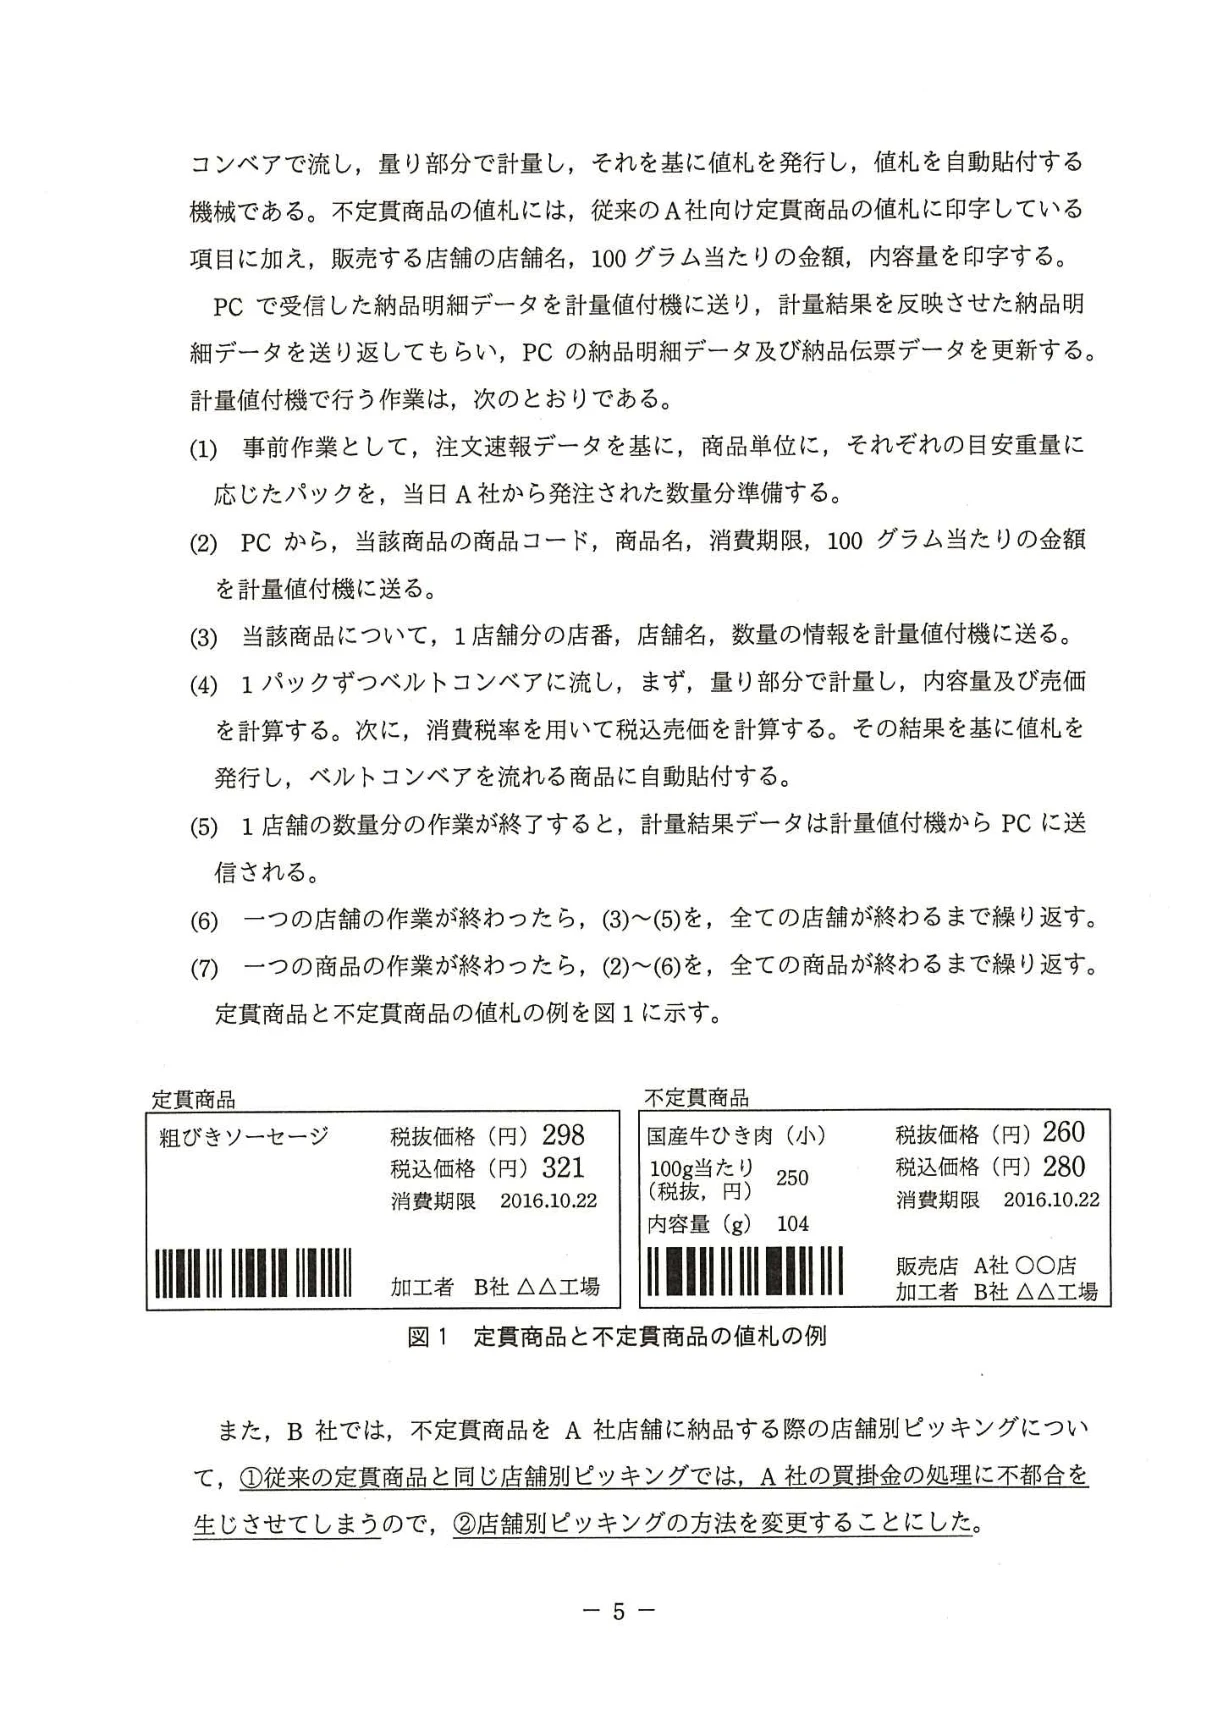 コンベアで流し，量り部分で計量し，それを基に値札を発行し，値札を自動貼付する
機械である。不定貫商品の値札には，従来のA社向け定貫商品の値札に印字している
項目に加え，販売する店舗の店舗名，100 グラム当たりの金額，内容量を印字する。
PC で受信した納品明細データを計量値付機に送り，計量結果を反映させた納品明
細データを送り返してもらい，PC の納品明細データ及び納品伝票データを更新する。
計量値付機で行う作業は，次のとおりである。
(1) 事前作業として，注文速報データを基に，商品単位に，それぞれの目安重量に
応じたパックを，当日 A 社から発注された数量分準備する。
(2) PC から，当該商品の商品コード，商品名，消費期限，100 グラム当たりの金額
を計量値付機に送る。
(3) 当該商品について，1 店舗分の店番，店舗名，数量の情報を計量値付機に送る。
(4) 1 パックずつベルトコンベアに流し，まず，量り部分で計量し，内容量及び売価
を計算する。次に，消費税率を用いて税込売価を計算する。その結果を基に値札を
発行し，ベルトコンベアを流れる商品に自動貼付する。
(5) 1 店舗の数量分の作業が終了すると，計量結果データは計量値付機から PC に送
信される。
(6) 一つの店舗の作業が終わったら，(3)～(5)を，全ての店舗が終わるまで繰り返す。
(7) 一つの商品の作業が終わったら，(2)～(6)を，全ての商品が終わるまで繰り返す。
定貫商品と不定貫商品の値札の例を図 1 に示す。
定貫商品
粗びきソーセージ
税抜価格（円） 298
税込価格（円） 321
消費期限 2016.10.22
加工者 B社 △△工場
不定貫商品
国産牛ひき肉（小）
100g当たり
（税抜，円） 250
内容量（g） 104
税抜価格（円） 260
税込価格（円） 280
消費期限 2016.10.22
販売店 A社 〇〇店
加工者 B社 △△工場
図 1 定貫商品と不定貫商品の値札の例
また，B 社では，不定貫商品を A 社店舗に納品する際の店舗別ピッキングについ
て，①従来の定貫商品と同じ店舗別ピッキングでは，A 社の買掛金の処理に不都合を
生じさせてしまうので，②店舗別ピッキングの方法を変更することにした。
－ 5 －